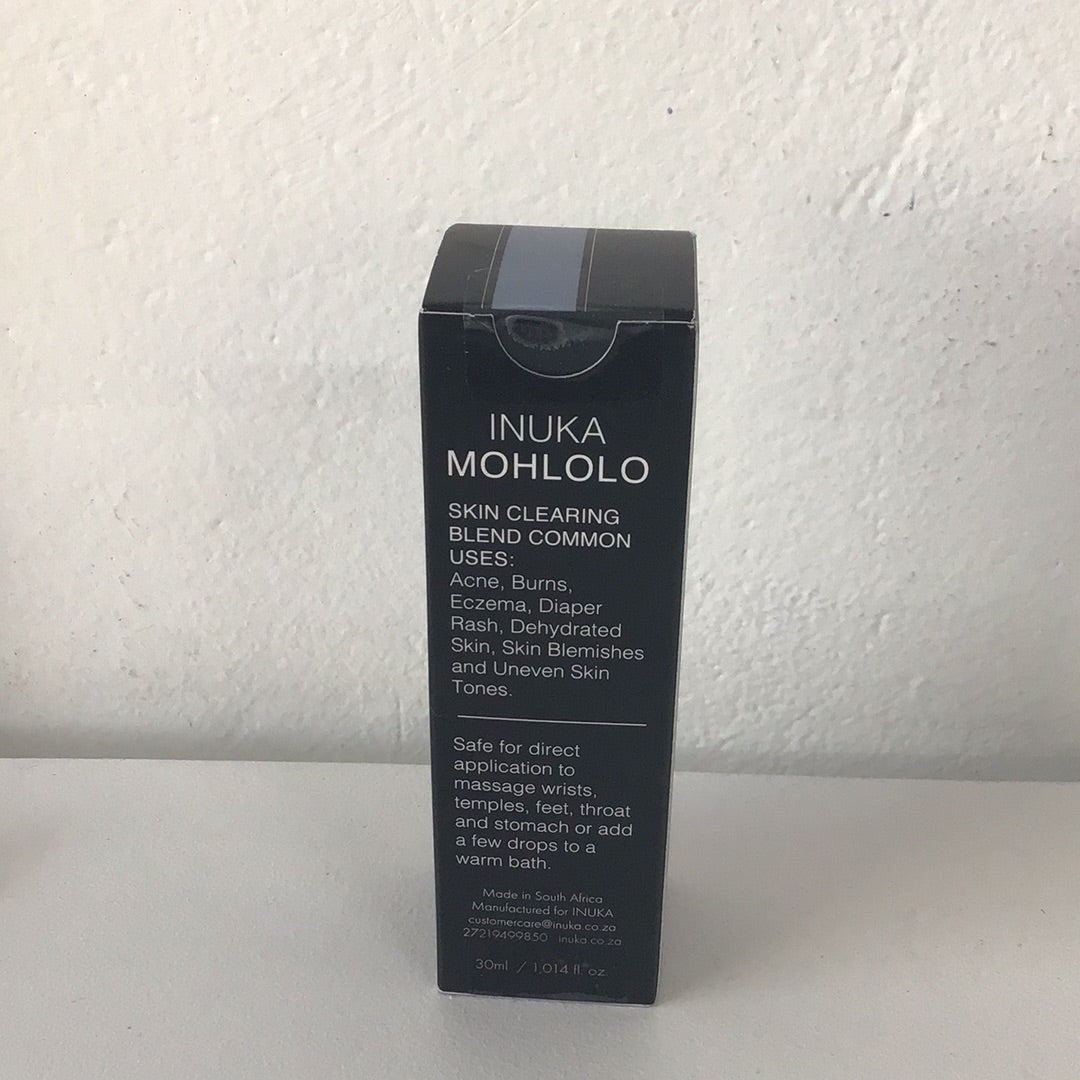 INUKA
MOHLOLO
SKIN CLEARING
BLEND COMMON
USES:
Acne, Burns,
Eczema, Diaper
Rash, Dehydrated
Skin, Skin Blemishes
and Uneven Skin
Tones.
Safe for direct
application to
massage wrists,
temples, feet, throat
and stomach or add
a few drops to a
warm bath.
Made in South Africa
Manufactured for INUKA
customercare@inuka.co.za
27219499850 inuka.co.za
30ml / 1,014 fl. oz.